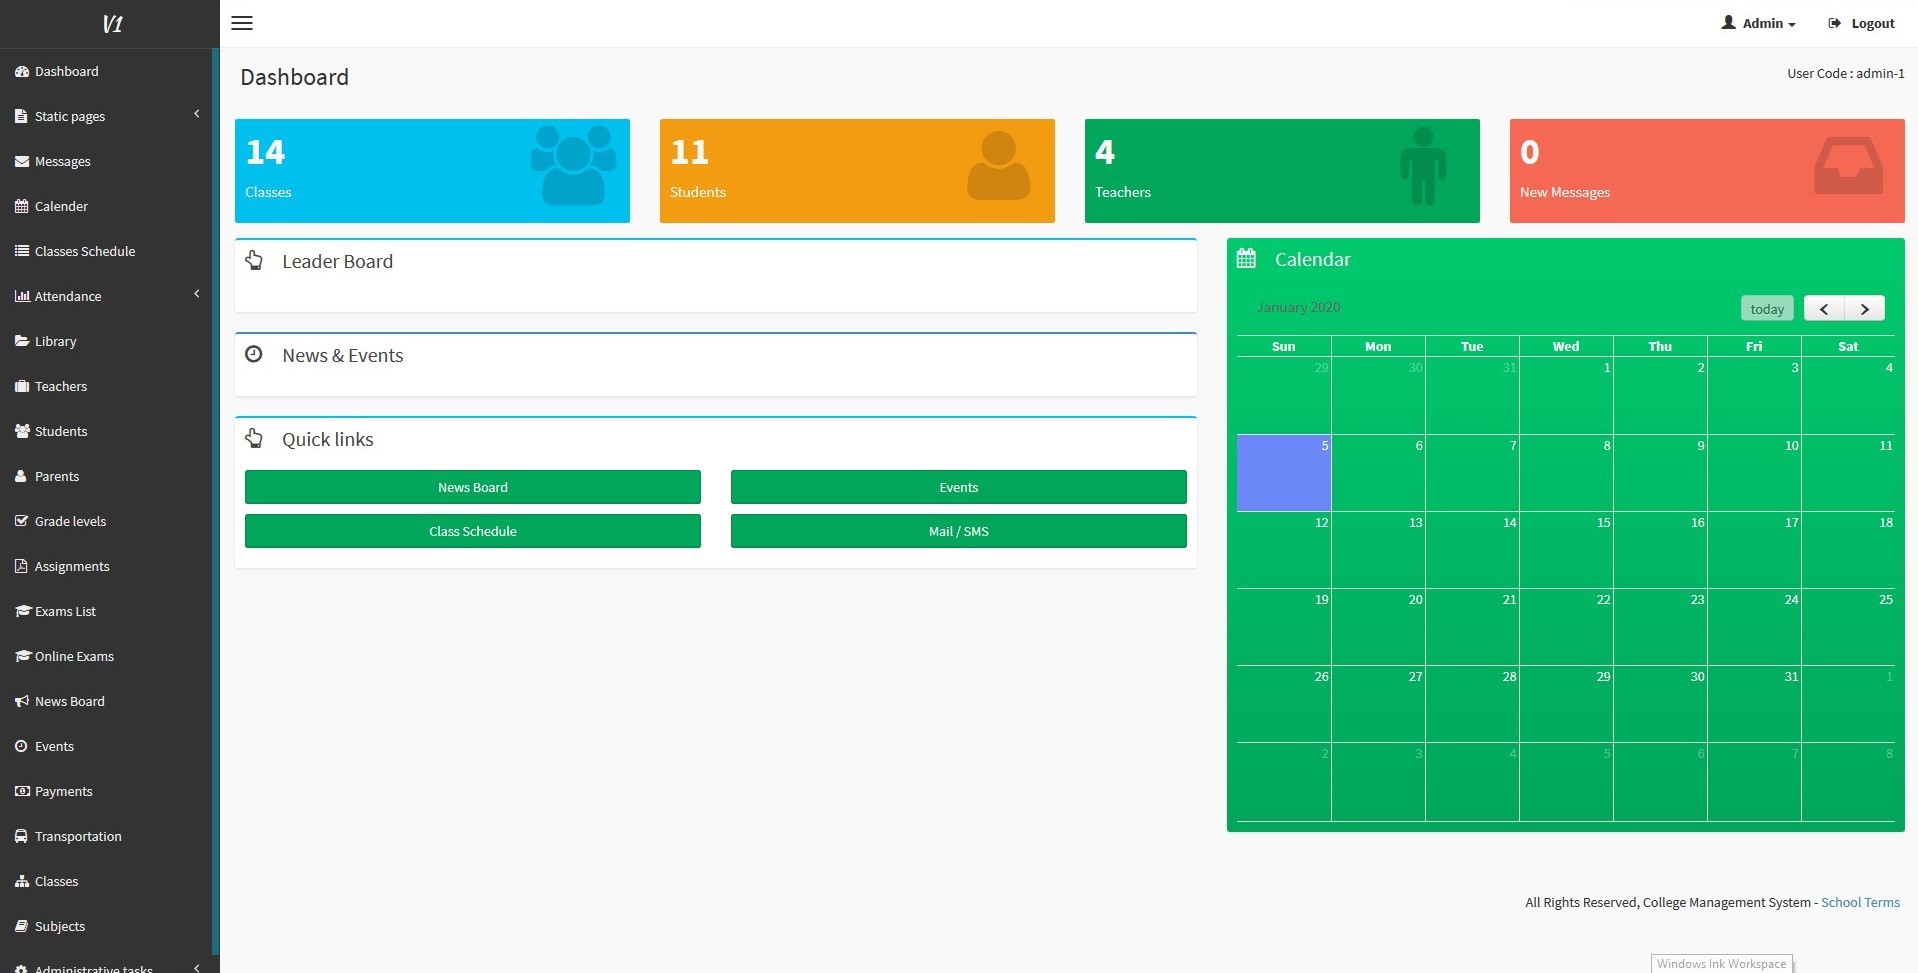 V1
Admin
Logout
Dashboard
Static pages
Messages
Calender
Classes Schedule
Attendance
Library
Teachers
Students
Parents
Grade levels
Assignments
Exams List
Online Exams
News Board
Events
Payments
Transportation
Classes
Subjects
Administrative tasks
Dashboard
User Code : admin-1
14
Classes
11
Students
4
Teachers
0
New Messages
Leader Board
News & Events
Quick links
News Board Events
Class Schedule Mail / SMS
Calendar
January 2020 today
Sun Mon Tue Wed Thu Fri Sat
29 30 31 1 2 3 4
5 6 7 8 9 10 11
12 13 14 15 16 17 18
19 20 21 22 23 24 25
26 27 28 29 30 31 1
2 3 4 5 6 7 8
All Rights Reserved, College Management System - School Terms
Windows Ink Workspace